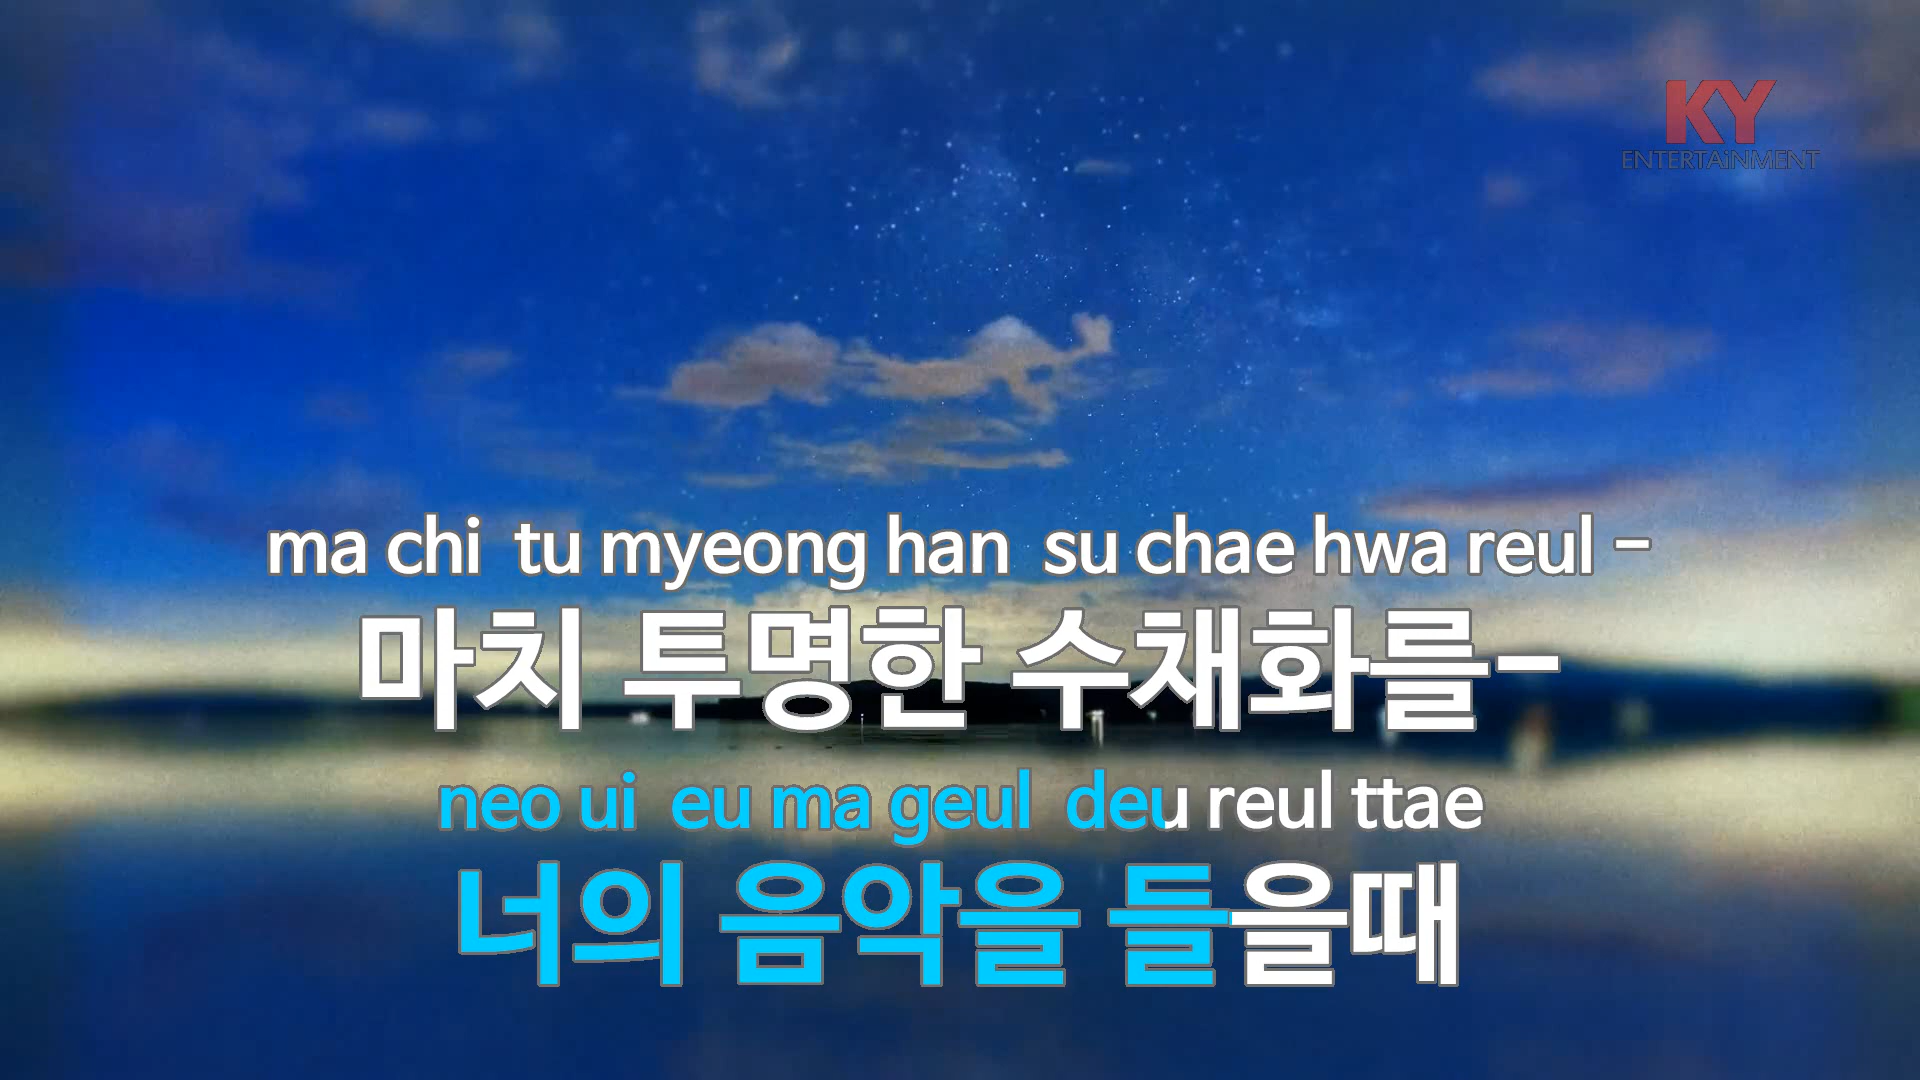 KY
ENTERTAiNMENT
ma chi tu myeong han su chae hwa reul -
마치 투명한 수채화를-
neo ui eu ma geul deu reul ttae
너의 음악을 들을때